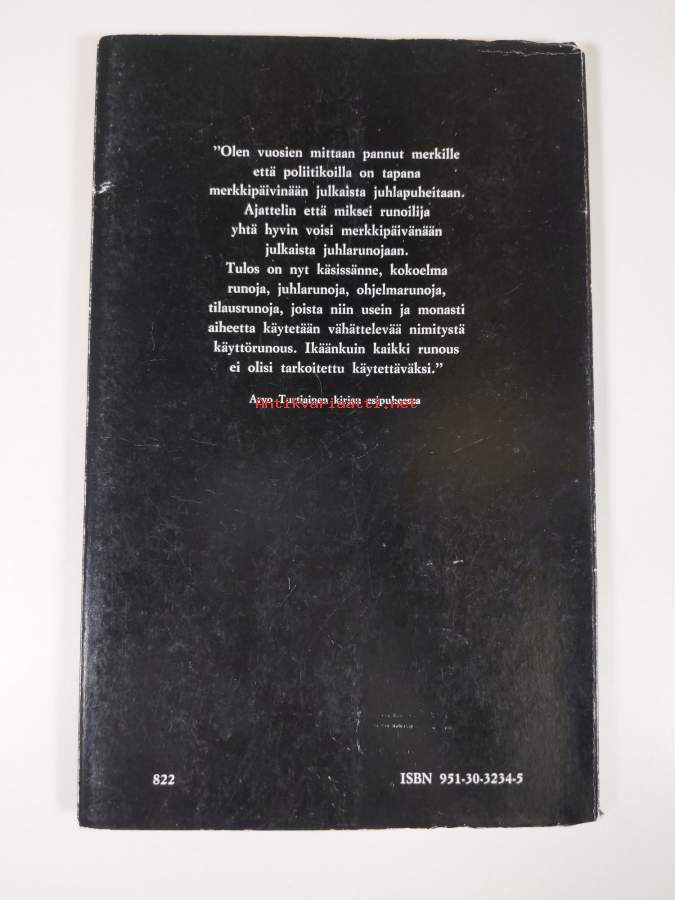 ”Olen vuosien mittaan pannut merkille
että poliitikoilla on tapana
merkkipäivinään julkaista juhlapuheitaan.
Ajattelin että miksei runoilija
yhtä hyvin voisi merkkipäivänään
julkaista juhlarunojaan.
Tulos on nyt käsissänne, kokoelma
runoja, juhlarunoja, ohjelmarunoja,
tilausrunoja, joista niin usein ja monasti
aiheetta käytetään vähättelevää nimitystä
käyttörunous. Ikäänkuin kaikki runous
ei olisi tarkoitettu käytettäväksi.”
Arvo Turtiainen kirjan esipuheesta
Antikvariaatti.net
822
ISBN 951-30-3234-5